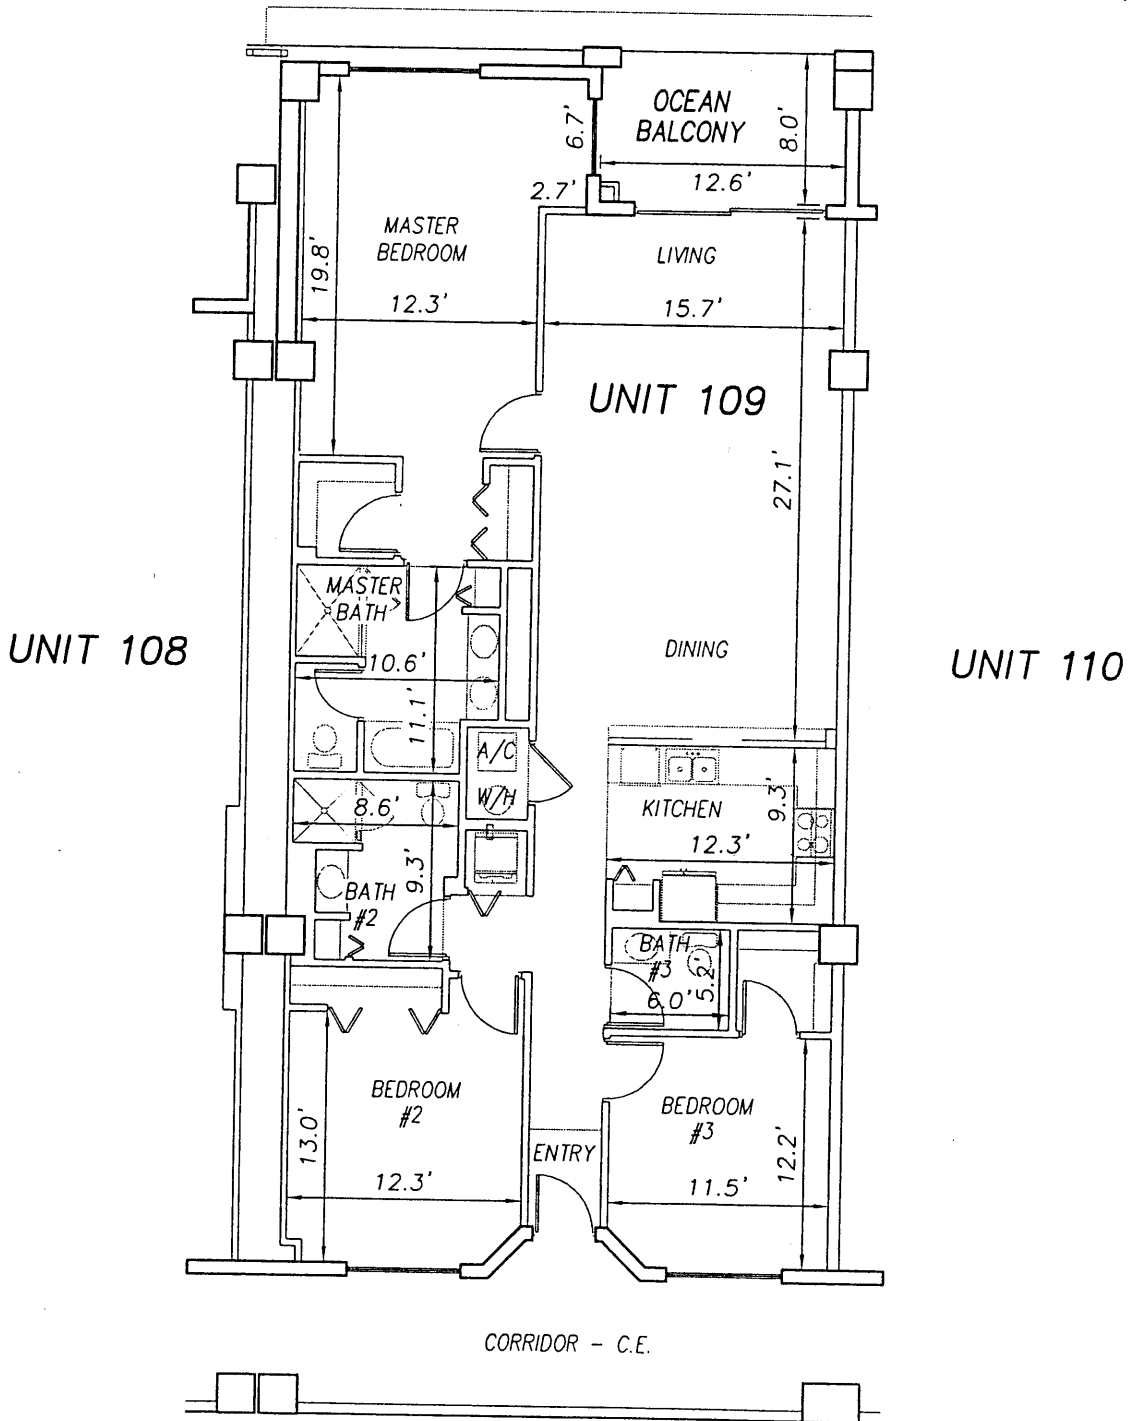 OCEAN
BALCONY
6.7'
8.0'
12.6'
2.7'
MASTER
BEDROOM
LIVING
19.8'
12.3'
15.7'
UNIT 109
27.1'
MASTER
BATH
UNIT 108
10.6'
DINING
UNIT 110
11.1'
A/C
W/H
8.6'
KITCHEN
9.3'
12.3'
9.3'
BATH
#2
BATH
#3
5.2'
6.0'
BEDROOM
#2
BEDROOM
#3
13.0'
ENTRY
12.2'
12.3'
11.5'
CORRIDOR - C.E.